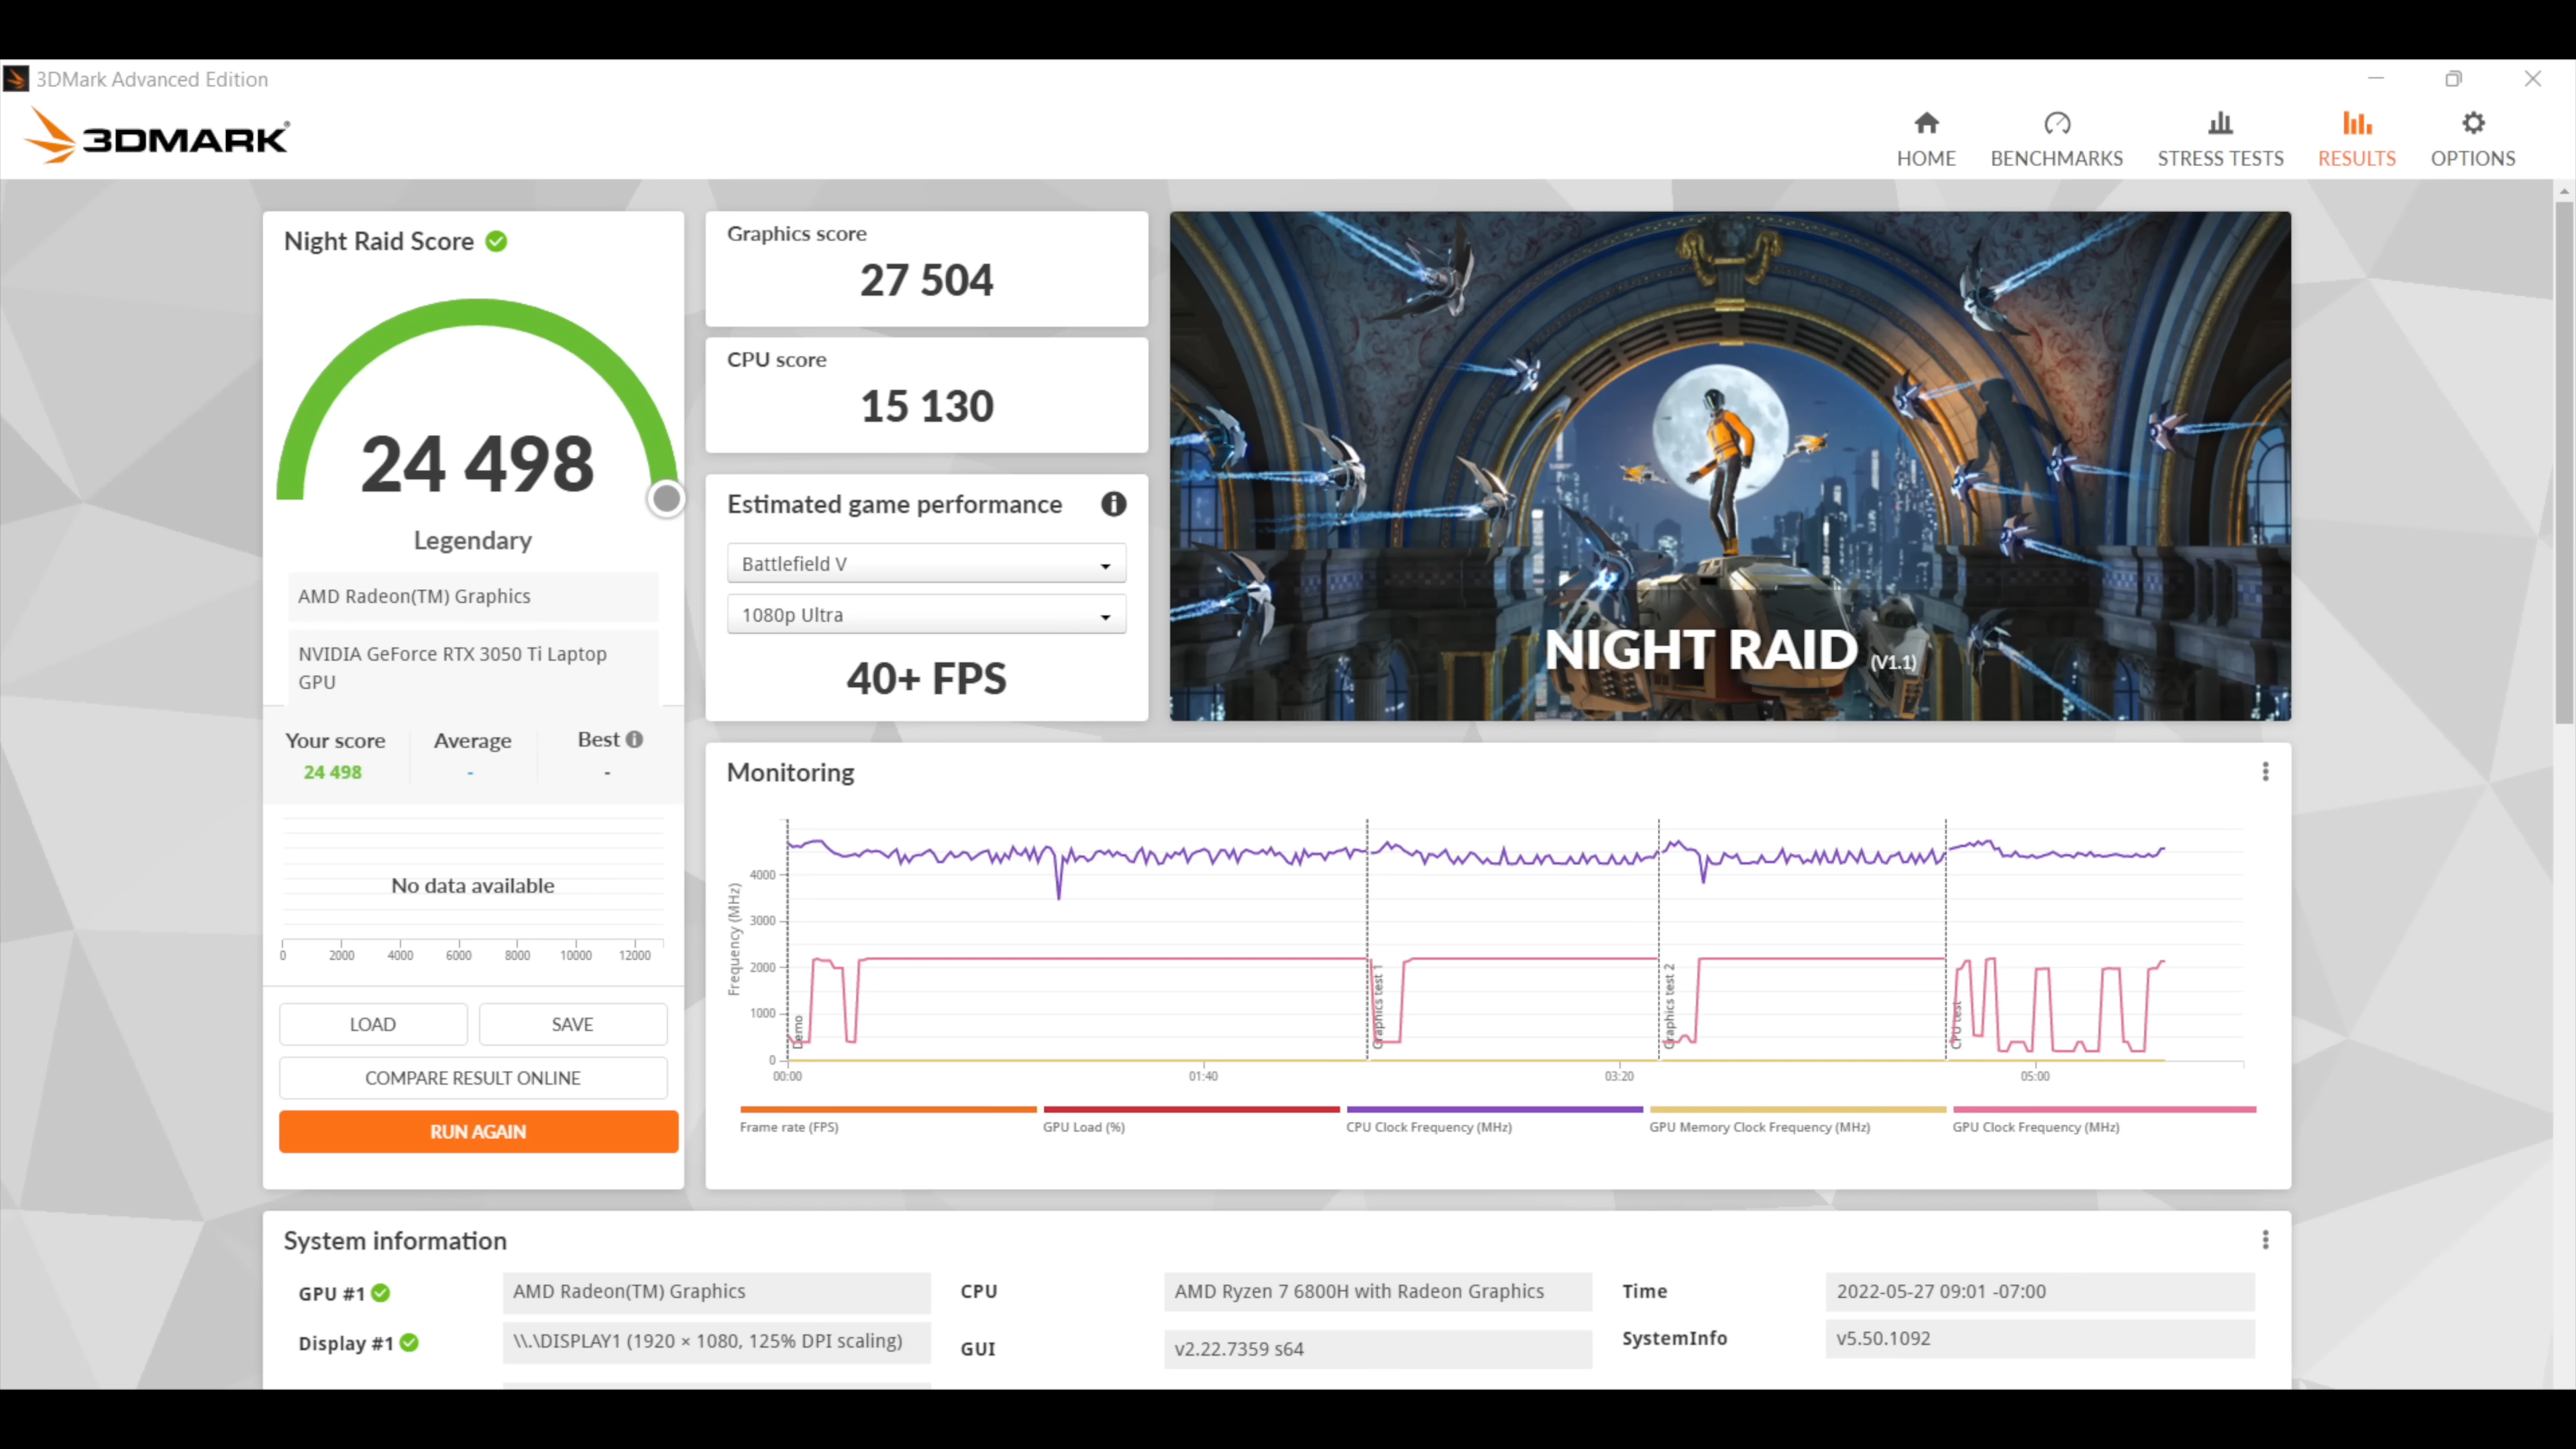 3DMark Advanced Edition
3DMARK®
HOME
BENCHMARKS
STRESS TESTS
RESULTS
OPTIONS
Night Raid Score
24 498
Legendary
AMD Radeon(TM) Graphics
NVIDIA GeForce RTX 3050 Ti Laptop
GPU
Your score
Average
Best
24 498
-
-
No data available
0 2000 4000 6000 8000 10000 12000
LOAD
SAVE
COMPARE RESULT ONLINE
RUN AGAIN
Graphics score
27 504
CPU score
15 130
Estimated game performance
Battlefield V
1080p Ultra
40+ FPS
NIGHT RAID (V1.1)
Monitoring
Frequency (MHz)
4000
3000
2000
1000
0
Demo
Graphics test 1
Graphics test 2
CPU test
00:00 01:40 03:20 05:00
Frame rate (FPS)
GPU Load (%)
CPU Clock Frequency (MHz)
GPU Memory Clock Frequency (MHz)
GPU Clock Frequency (MHz)
System information
GPU #1
AMD Radeon(TM) Graphics
CPU
AMD Ryzen 7 6800H with Radeon Graphics
Time
2022-05-27 09:01 -07:00
Display #1
\\.\DISPLAY1 (1920 × 1080, 125% DPI scaling)
GUI
v2.22.7359 s64
SystemInfo
v5.50.1092